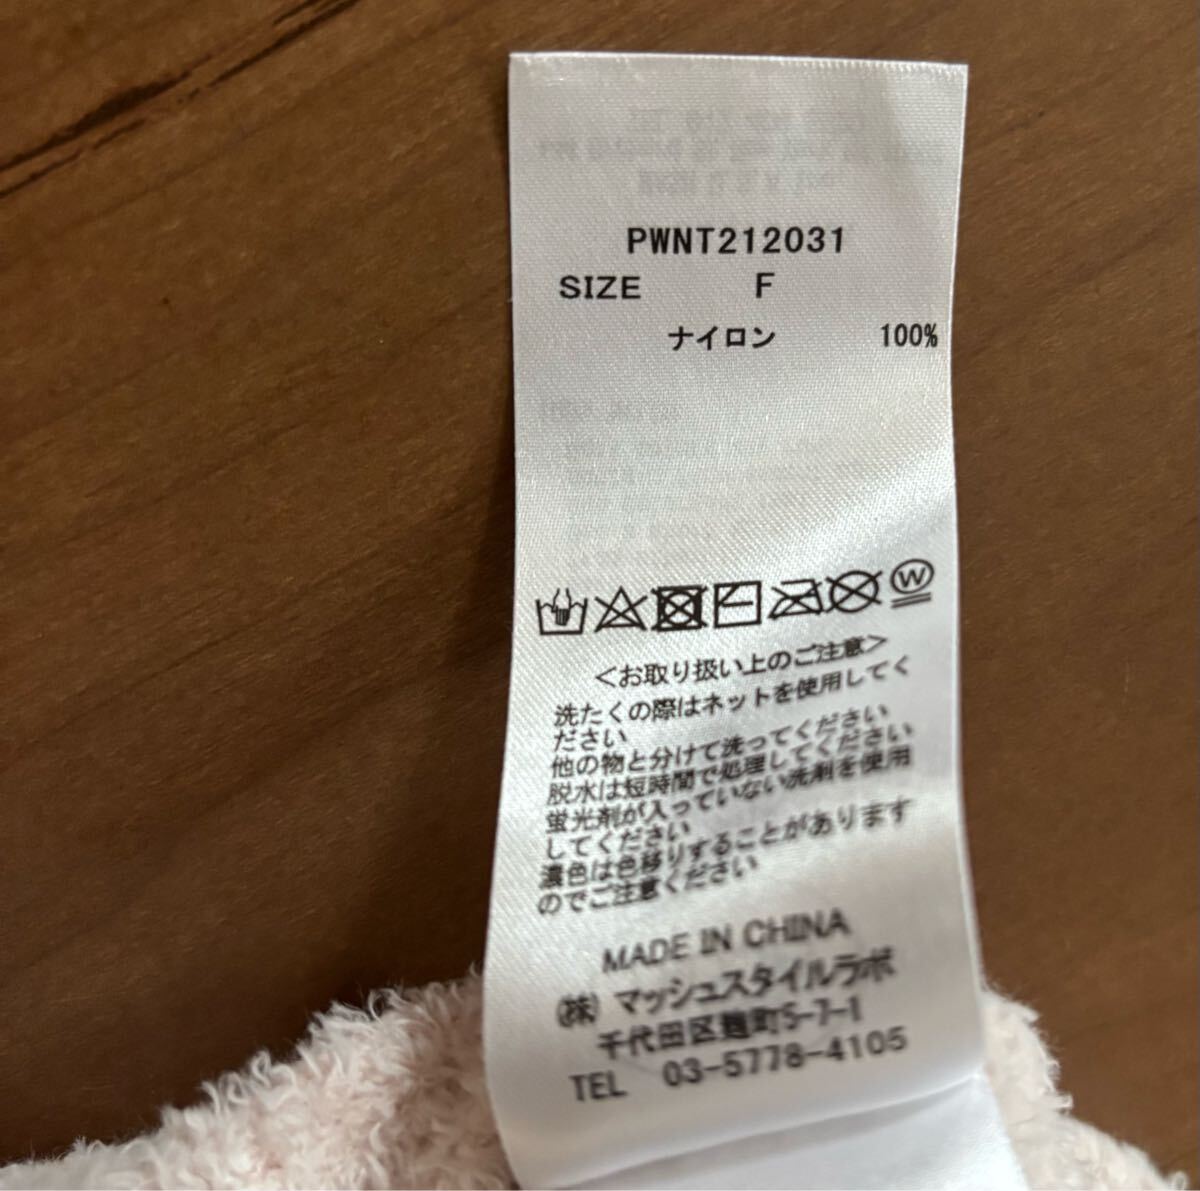 PWNT212031
SIZE F
ナイロン 100%
W
＜お取り扱い上のご注意＞
洗たくの際はネットを使用してく
ださい
他の物と分けて洗ってください
脱水は短時間で処理してください
蛍光剤が入っていない洗剤を使用
してください
濃色は色移りすることがあります
のでご注意ください
MADE IN CHINA
㈱ マッシュスタイルラボ
千代田区麹町5-7-1
TEL 03-5778-4105